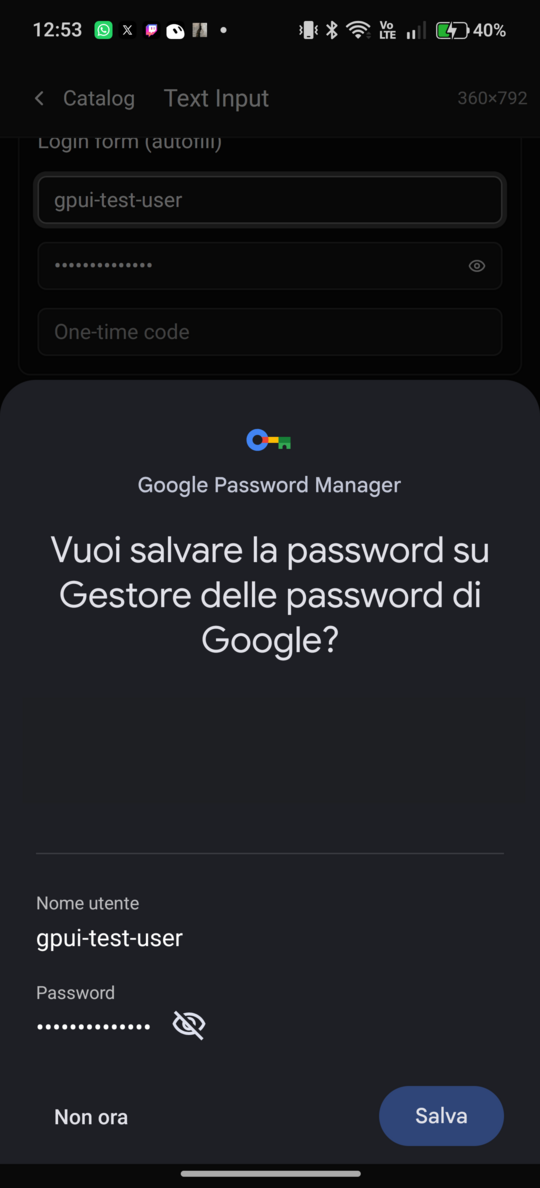 12:53
Vo
LTE
40%
Catalog
Text Input
360×792
Login form (autofill)
gpui-test-user
••••••••••••••
One-time code
Google Password Manager
Vuoi salvare la password su
Gestore delle password di
Google?
Nome utente
gpui-test-user
Password
••••••••••••••
Non ora
Salva